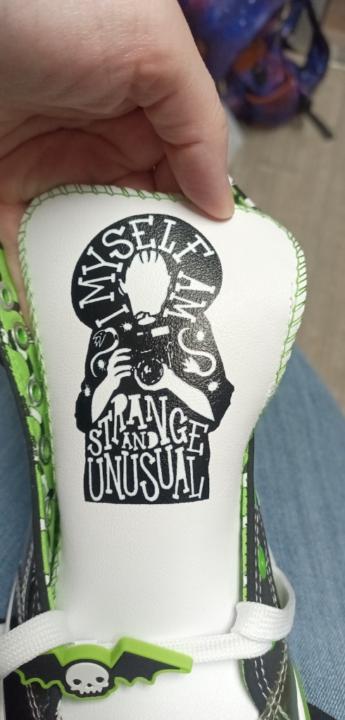 I MYSELF AM
STRANGE
AND
UNUSUAL